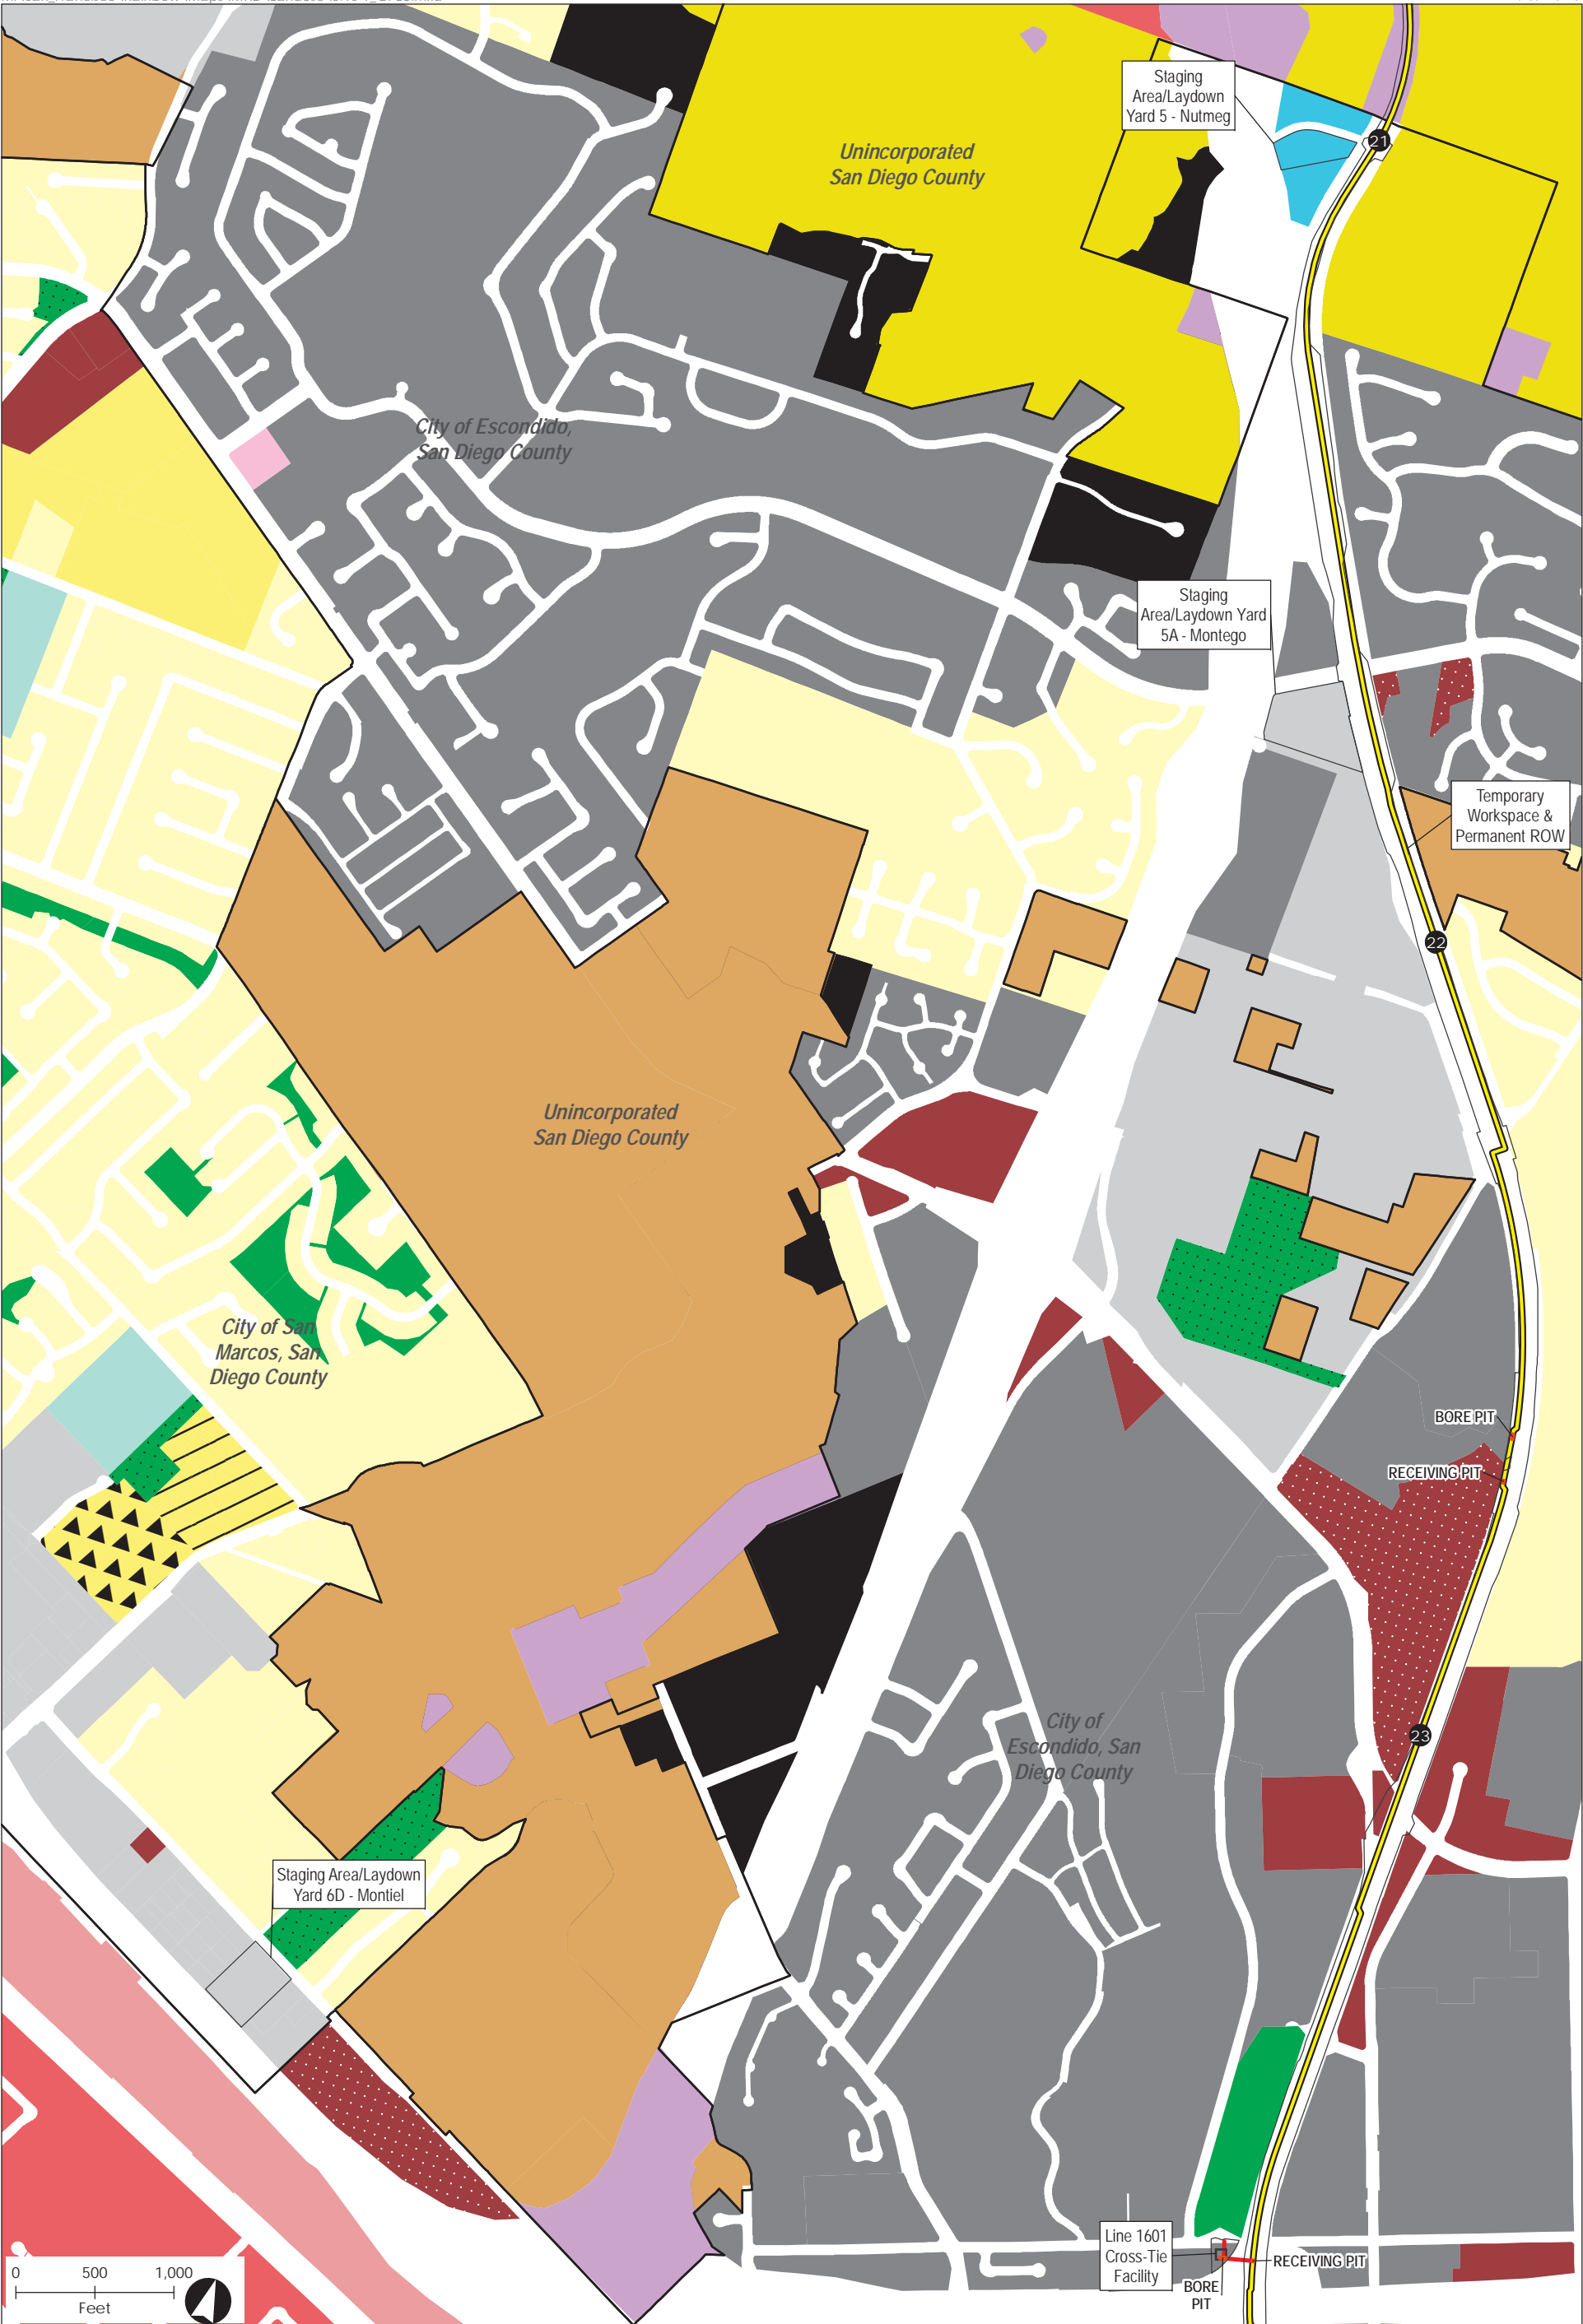 Staging
Area/Laydown
Yard 5 - Nutmeg
21
Unincorporated
San Diego County
City of Escondido,
San Diego County
Staging
Area/Laydown Yard
5A - Montego
Temporary
Workspace &
Permanent ROW
22
Unincorporated
San Diego County
City of San
Marcos, San
Diego County
BORE PIT
RECEIVING PIT
23
City of
Escondido, San
Diego County
Staging Area/Laydown
Yard 6D - Montiel
Line 1601
Cross-Tie
Facility
RECEIVING PIT
BORE
PIT
0 500 1,000
Feet